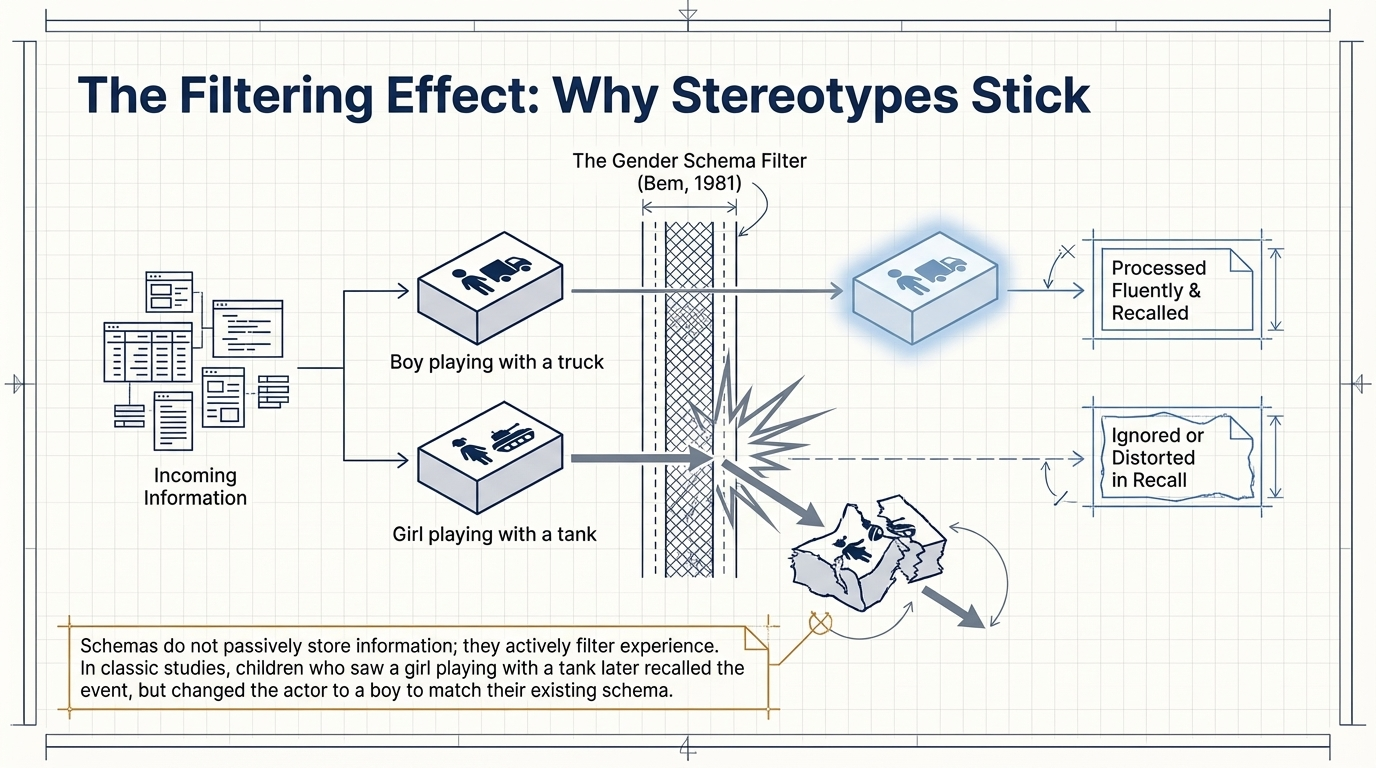 The Filtering Effect: Why Stereotypes Stick
The Gender Schema Filter
(Bem, 1981)
Incoming
Information
Boy playing with a truck
Girl playing with a tank
Processed
Fluently &
Recalled
Ignored or
Distorted
in Recall
Schemas do not passively store information; they actively filter experience.
In classic studies, children who saw a girl playing with a tank later recalled the
event, but changed the actor to a boy to match their existing schema.